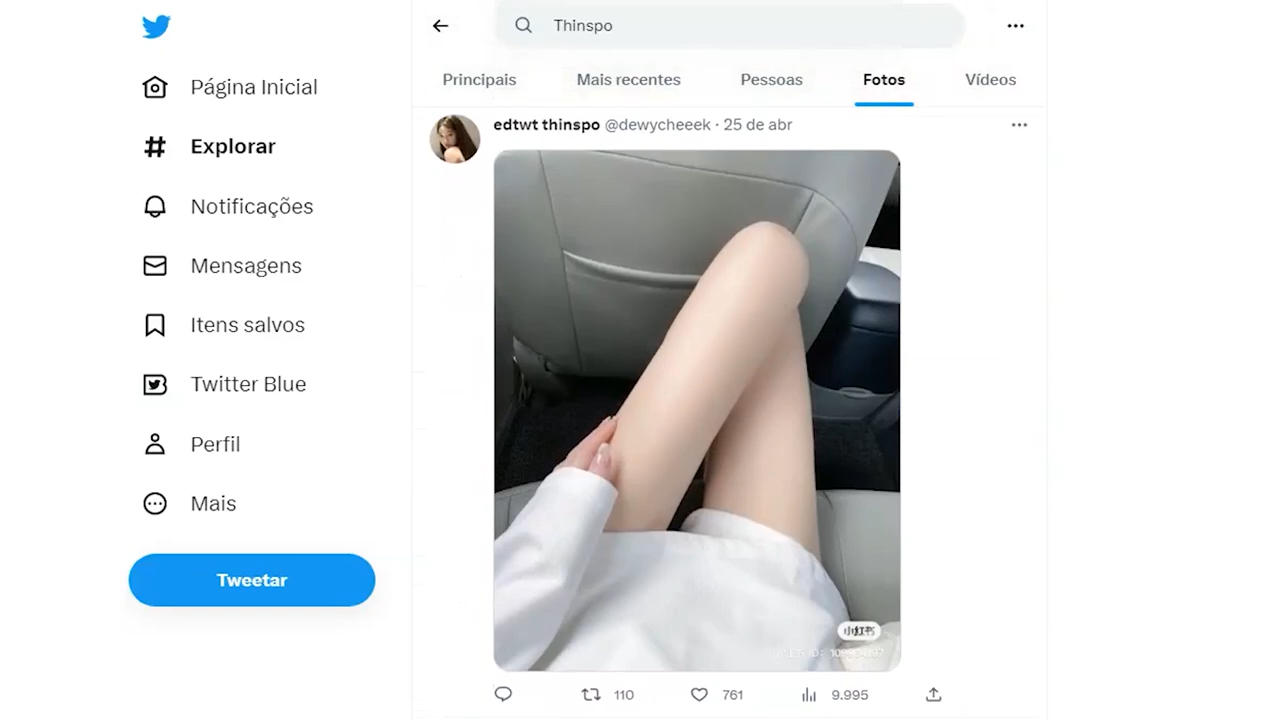 Thinspo
Principais
Mais recentes
Pessoas
Fotos
Vídeos
Página Inicial
Explorar
Notificações
Mensagens
Itens salvos
Twitter Blue
Perfil
Mais
Tweetar
edtwt thinspo @dewycheeek · 25 de abr
小红书
110
761
9.995